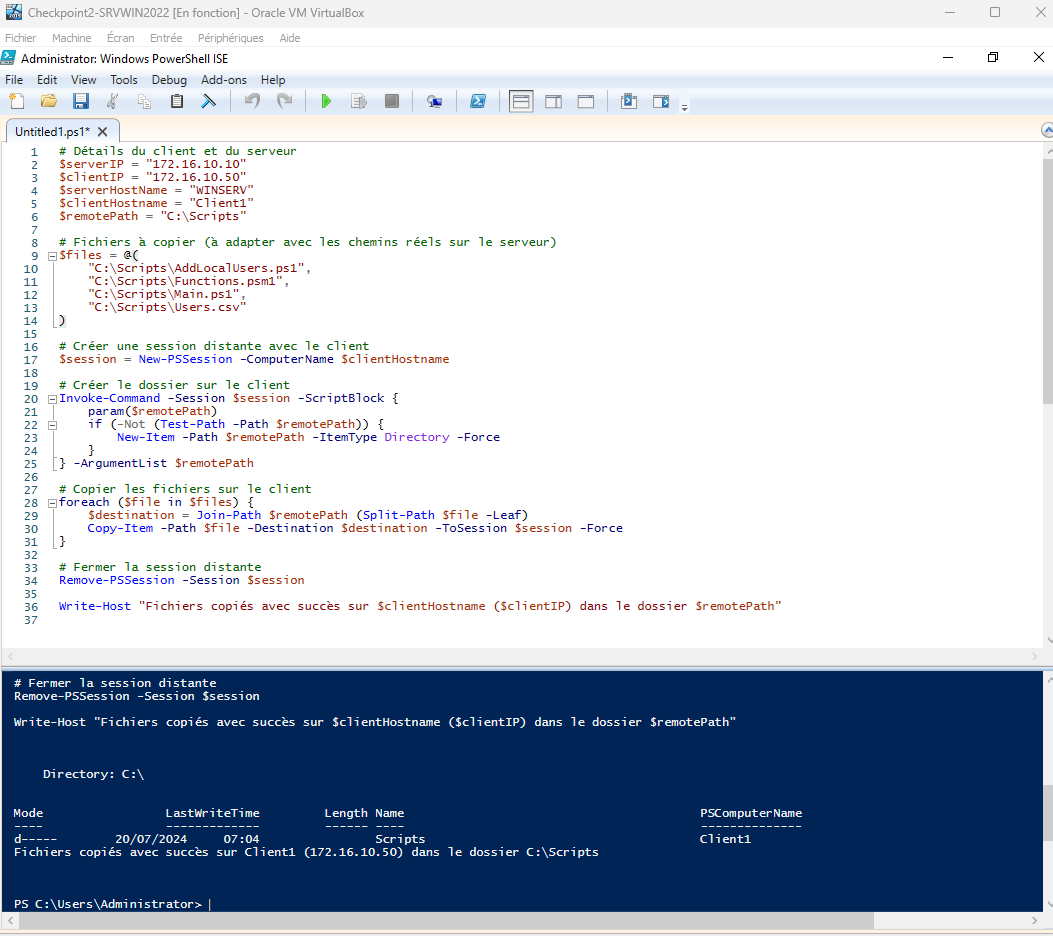 Checkpoint2-SRVWIN2022 [En fonction] - Oracle VM VirtualBox
Fichier Machine Écran Entrée Périphériques Aide
Administrator: Windows PowerShell ISE
File Edit View Tools Debug Add-ons Help
Untitled1.ps1* X
1 # Détails du client et du serveur
2 $serverIP = "172.16.10.10"
3 $clientIP = "172.16.10.50"
4 $serverHostName = "WINSERV"
5 $clientHostname = "Client1"
6 $remotePath = "C:\Scripts"
7
8 # Fichiers à copier (à adapter avec les chemins réels sur le serveur)
9 $files = @(
10 "C:\Scripts\AddLocalUsers.ps1",
11 "C:\Scripts\Functions.psm1",
12 "C:\Scripts\Main.ps1",
13 "C:\Scripts\Users.csv"
14 )
15
16 # Créer une session distante avec le client
17 $session = New-PSSession -ComputerName $clientHostname
18
19 # Créer le dossier sur le client
20 Invoke-Command -Session $session -ScriptBlock {
21 param($remotePath)
22 if (-Not (Test-Path -Path $remotePath)) {
23 New-Item -Path $remotePath -ItemType Directory -Force
24 }
25 } -ArgumentList $remotePath
26
27 # Copier les fichiers sur le client
28 foreach ($file in $files) {
29 $destination = Join-Path $remotePath (Split-Path $file -Leaf)
30 Copy-Item -Path $file -Destination $destination -ToSession $session -Force
31 }
32
33 # Fermer la session distante
34 Remove-PSSession -Session $session
35
36 Write-Host "Fichiers copiés avec succès sur $clientHostname ($clientIP) dans le dossier $remotePath"
37
# Fermer la session distante
Remove-PSSession -Session $session
Write-Host "Fichiers copiés avec succès sur $clientHostname ($clientIP) dans le dossier $remotePath"
Directory: C:\
Mode LastWriteTime Length Name PSComputerName
---- ------------- ------ ---- --------------
d----- 20/07/2024 07:04 Scripts Client1
Fichiers copiés avec succès sur Client1 (172.16.10.50) dans le dossier C:\Scripts
PS C:\Users\Administrator>